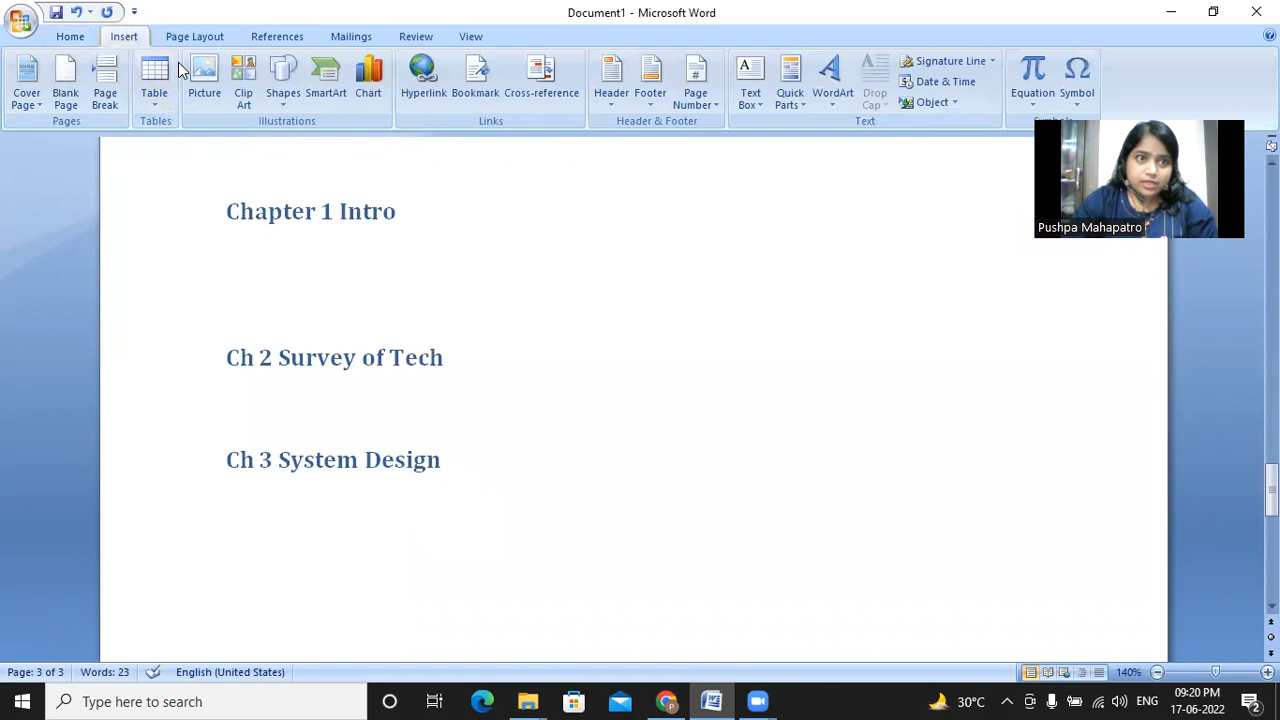 Document1 - Microsoft Word
Home Insert Page Layout References Mailings Review View
Cover Page Blank Page Page Break Table Picture Clip Art Shapes SmartArt Chart Hyperlink Bookmark Cross-reference Header Footer Page Number Text Box Quick Parts WordArt Drop Cap Signature Line Date & Time Object Equation Symbol
Pages Tables Illustrations Links Header & Footer Text Symbols
Pushpa Mahapatro
Chapter 1 Intro
Ch 2 Survey of Tech
Ch 3 System Design
Page: 3 of 3 Words: 23 English (United States) 140%
Type here to search 30°C ENG 09:20 PM
17-06-2022 2